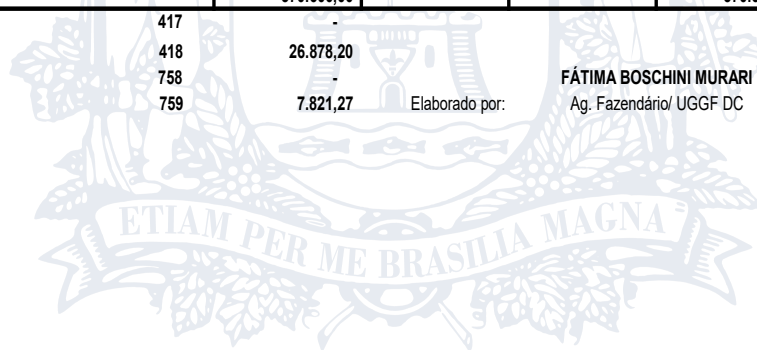 417 -
418 26.878,20
758 - FÁTIMA BOSCHINI MURARI
759 7.821,27 Elaborado por: Ag. Fazendário/ UGGF DC
ETIAM PER ME BRASILIA MAGNA